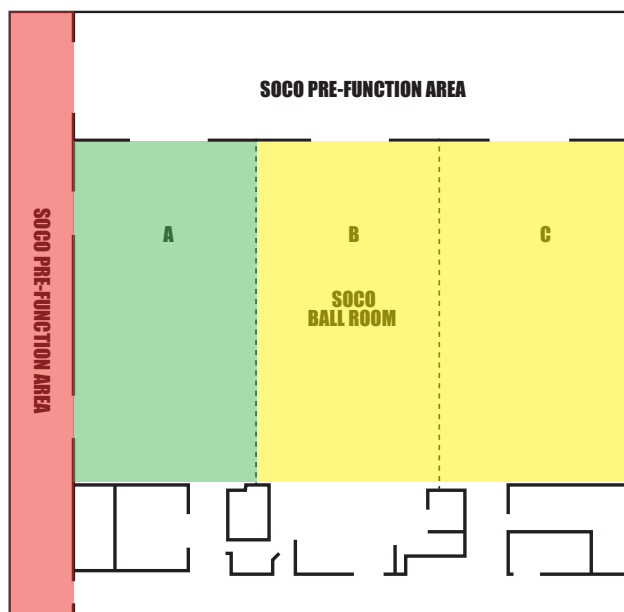 SOCO PRE-FUNCTION AREA
SOCO PRE-FUNCTION AREA
A
B
C
SOCO
BALL ROOM